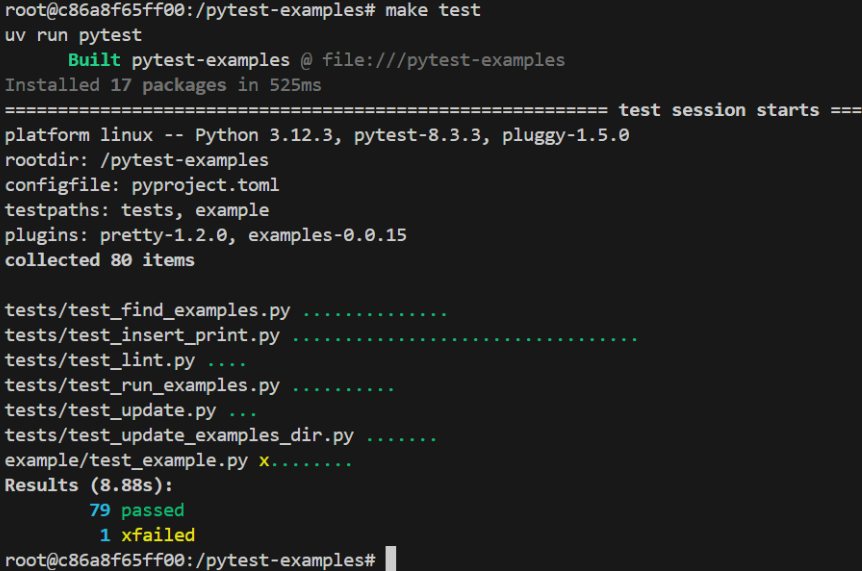 root@c86a8f65ff00:/pytest-examples# make test
uv run pytest
      Built pytest-examples @ file:///pytest-examples
Installed 17 packages in 525ms
========================================================= test session starts ===
platform linux -- Python 3.12.3, pytest-8.3.3, pluggy-1.5.0
rootdir: /pytest-examples
configfile: pyproject.toml
testpaths: tests, example
plugins: pretty-1.2.0, examples-0.0.15
collected 80 items

tests/test_find_examples.py ..............
tests/test_insert_print.py .................................
tests/test_lint.py ....
tests/test_run_examples.py ..........
tests/test_update.py ...
tests/test_update_examples_dir.py .......
example/test_example.py x........
Results (8.88s):
        79 passed
         1 xfailed
root@c86a8f65ff00:/pytest-examples#